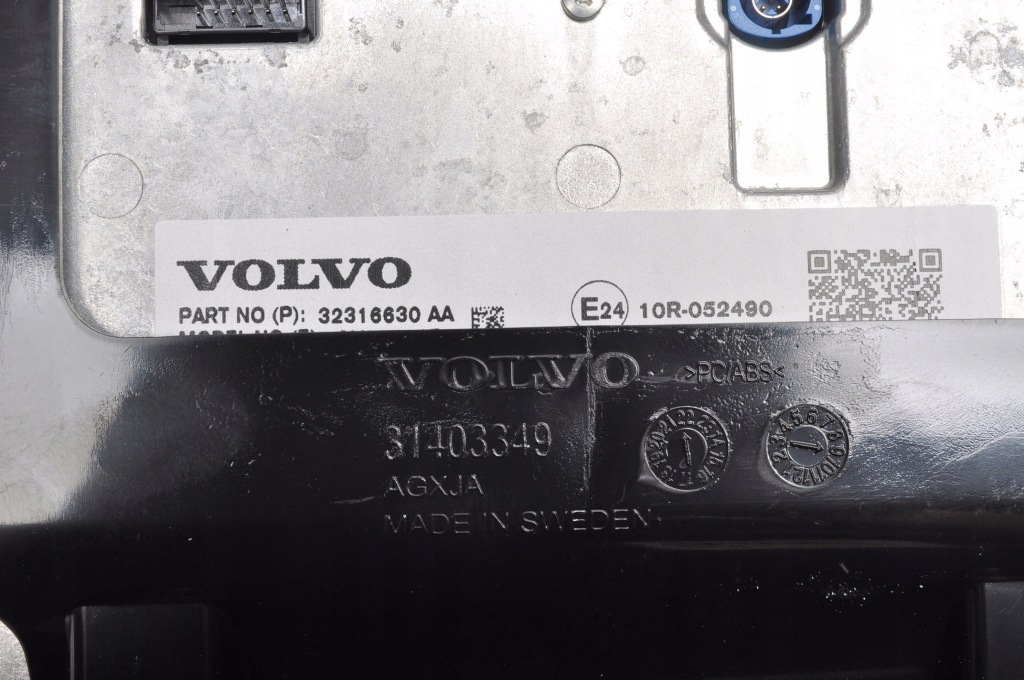 VOLVO
PART NO (P): 32316630 AA
E24 10R-052490
VOLVO
>PC/ABS<
31403349
AGXJA
MADE IN SWEDEN